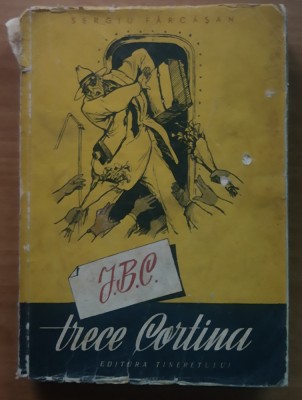 SERGIU FĂRCĂȘAN
J.B.C.
trece Cortina
EDITURA TINERETULUI